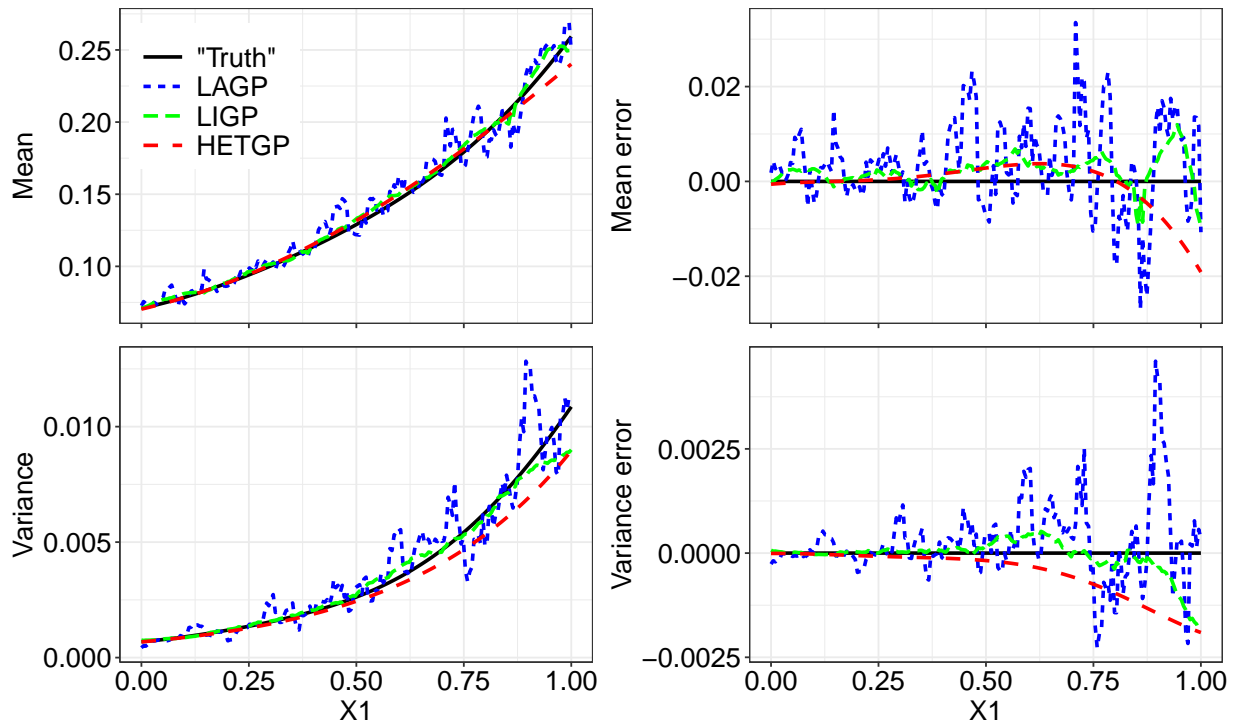 Mean
0.25
0.20
0.15
0.10
"Truth"
LAGP
LIGP
HETGP
Mean error
0.02
0.00
−0.02
Variance
0.010
0.005
0.000
0.00 0.25 0.50 0.75 1.00
X1
Variance error
0.0025
0.0000
−0.0025
0.00 0.25 0.50 0.75 1.00
X1